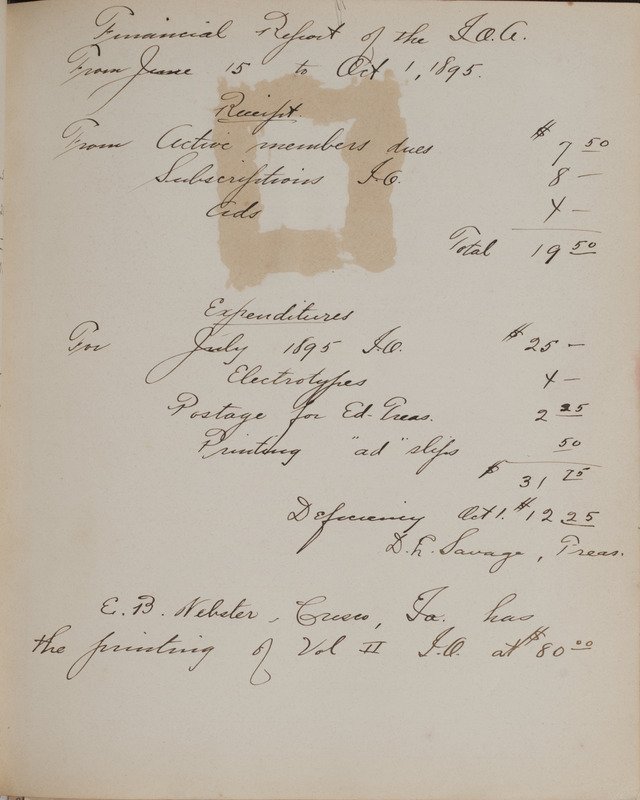 Financial Report of the I.O.A.
From June 15 to Oct 1, 1895.
Receipt.
From Active members dues $ 7 50
Subscriptions I.O. 8 —
Ads 4 —
Total 19 50
Expenditures
For July 1895 I.O. $ 25 —
Electrotypes 4 —
Postage for Ed-Treas. 2 25
Printing "ad" slips 50
$ 31 75
Deficiency Oct 1. $12 25
D.L. Savage, Treas.
E. B. Webster, Cresco, Ia. has
the printing of Vol II I.O. at $80 00